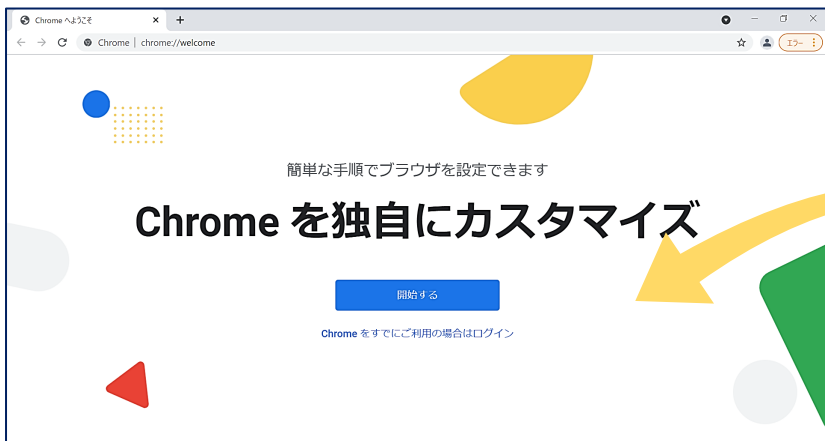 Chrome へようこそ
Chrome | chrome://welcome
エラー
簡単な手順でブラウザを設定できます
Chrome を独自にカスタマイズ
開始する
Chrome をすでにご利用の場合はログイン